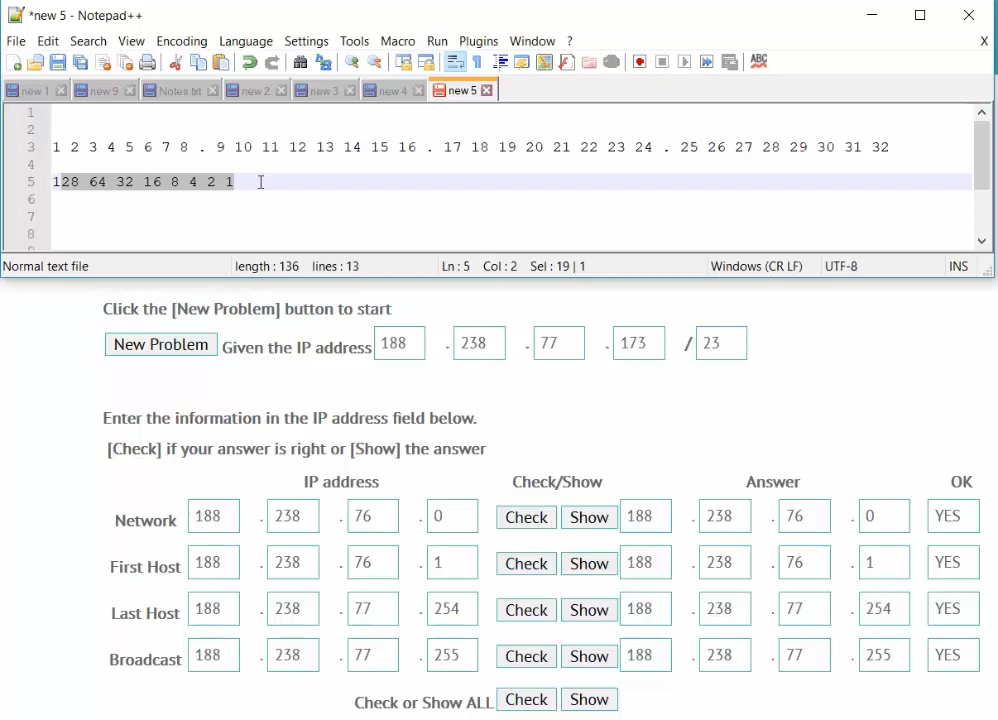 *new 5 - Notepad++
File Edit Search View Encoding Language Settings Tools Macro Run Plugins Window ? X
ABC
new 1 new 9 Notes.txt new 2 new 3 new 4 new 5
1
2
3 1 2 3 4 5 6 7 8 . 9 10 11 12 13 14 15 16 . 17 18 19 20 21 22 23 24 . 25 26 27 28 29 30 31 32
4
5 128 64 32 16 8 4 2 1
6
7
8
Normal text file length : 136 lines : 13 Ln : 5 Col : 2 Sel : 19 | 1 Windows (CR LF) UTF-8 INS
Click the [New Problem] button to start
New Problem Given the IP address 188 . 238 . 77 . 173 / 23
Enter the information in the IP address field below.
[Check] if your answer is right or [Show] the answer
IP address Check/Show Answer OK
Network 188 . 238 . 76 . 0 Check Show 188 . 238 . 76 . 0 YES
First Host 188 . 238 . 76 . 1 Check Show 188 . 238 . 76 . 1 YES
Last Host 188 . 238 . 77 . 254 Check Show 188 . 238 . 77 . 254 YES
Broadcast 188 . 238 . 77 . 255 Check Show 188 . 238 . 77 . 255 YES
Check or Show ALL Check Show